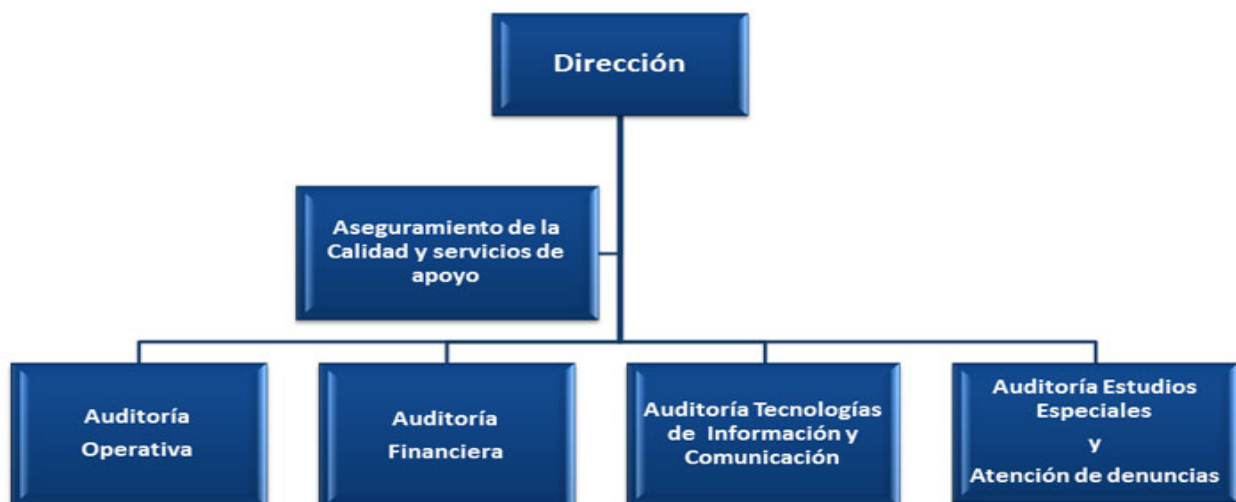 Dirección
Aseguramiento de la
Calidad y servicios de
apoyo
Auditoría
Operativa
Auditoría
Financiera
Auditoría Tecnologías
de Información y
Comunicación
Auditoría Estudios
Especiales
y
Atención de denuncias